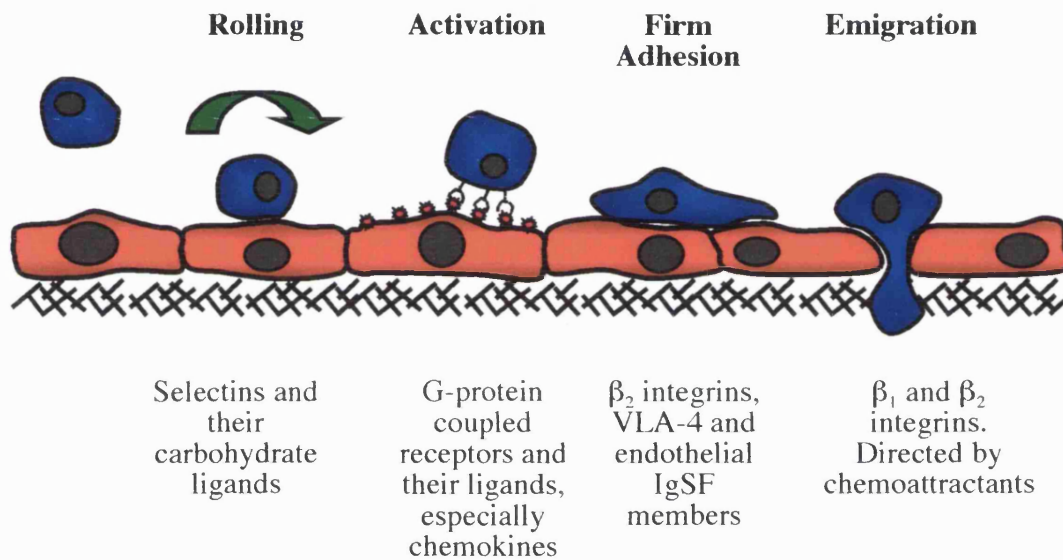 Rolling
Activation
Firm
Adhesion
Emigration
Selectins and
their
carbohydrate
ligands
G-protein
coupled
receptors and
their ligands,
especially
chemokines
β₂ integrins,
VLA-4 and
endothelial
IgSF
members
β₁ and β₂
integrins.
Directed by
chemoattractants